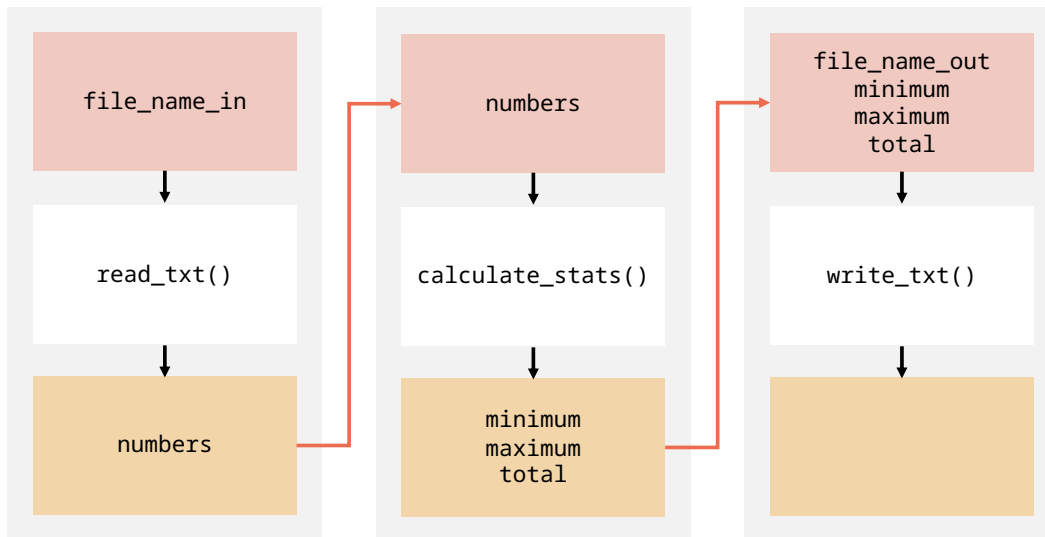 file_name_in
read_txt()
numbers
numbers
calculate_stats()
minimum
maximum
total
file_name_out
minimum
maximum
total
write_txt()